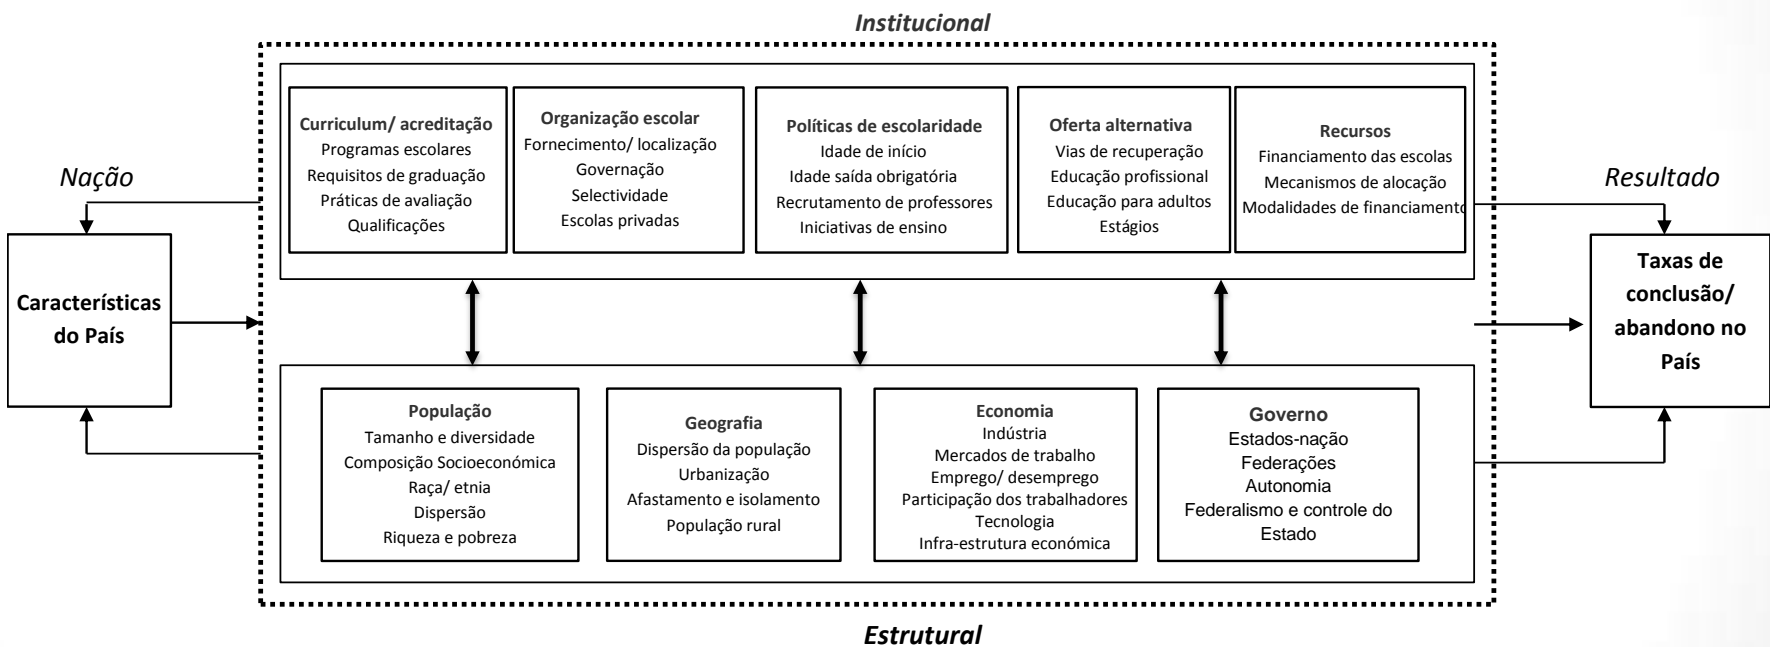 Institucional
Nação
Características
do País
Curriculum/ acreditação
Programas escolares
Requisitos de graduação
Práticas de avaliação
Qualificações
Organização escolar
Fornecimento/ localização
Governação
Selectividade
Escolas privadas
Políticas de escolaridade
Idade de início
Idade saída obrigatória
Recrutamento de professores
Iniciativas de ensino
Oferta alternativa
Vias de recuperação
Educação profissional
Educação para adultos
Estágios
Recursos
Financiamento das escolas
Mecanismos de alocação
Modalidades de financiamento
População
Tamanho e diversidade
Composição Socioeconómica
Raça/ etnia
Dispersão
Riqueza e pobreza
Geografia
Dispersão da população
Urbanização
Afastamento e isolamento
População rural
Economia
Indústria
Mercados de trabalho
Emprego/ desemprego
Participação dos trabalhadores
Tecnologia
Infra-estrutura económica
Governo
Estados-nação
Federações
Autonomia
Federalismo e controle do
Estado
Resultado
Taxas de
conclusão/
abandono no
País
Estrutural